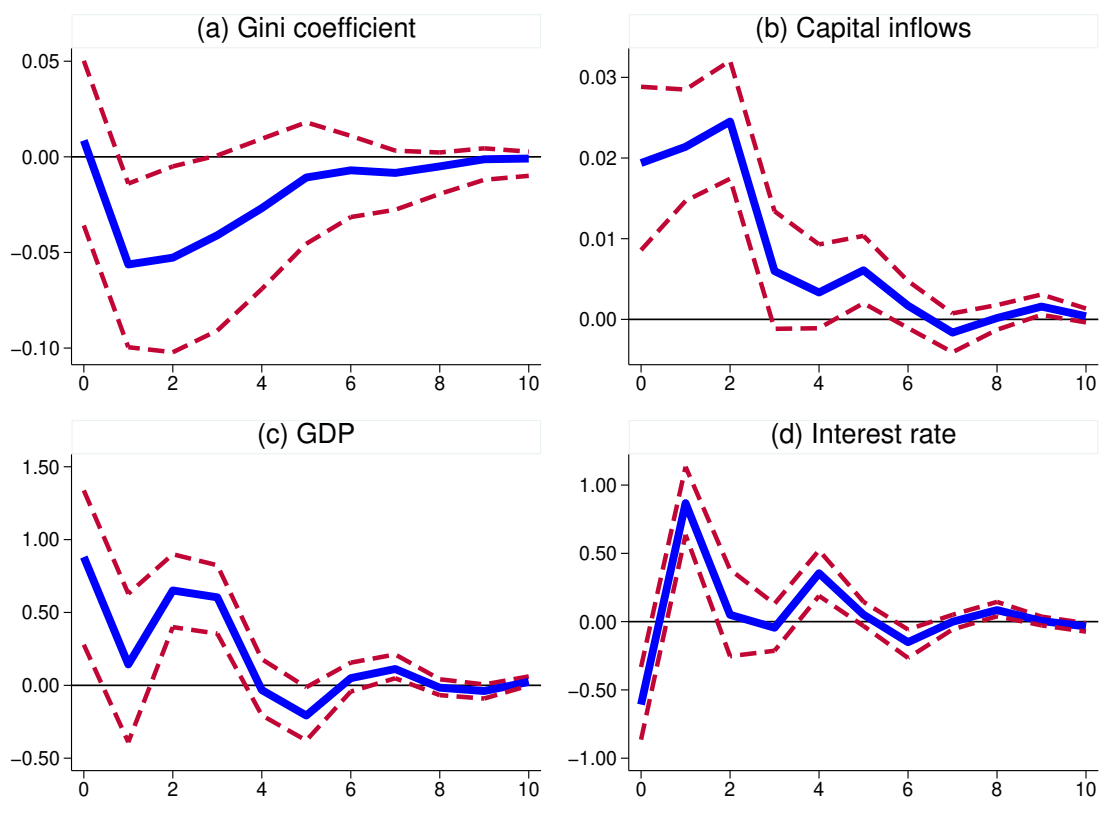 (a) Gini coefficient
0.05
0.00
−0.05
−0.10
0 2 4 6 8 10
(b) Capital inflows
0.03
0.02
0.01
0.00
0 2 4 6 8 10
(c) GDP
1.50
1.00
0.50
0.00
−0.50
0 2 4 6 8 10
(d) Interest rate
1.00
0.50
0.00
−0.50
−1.00
0 2 4 6 8 10